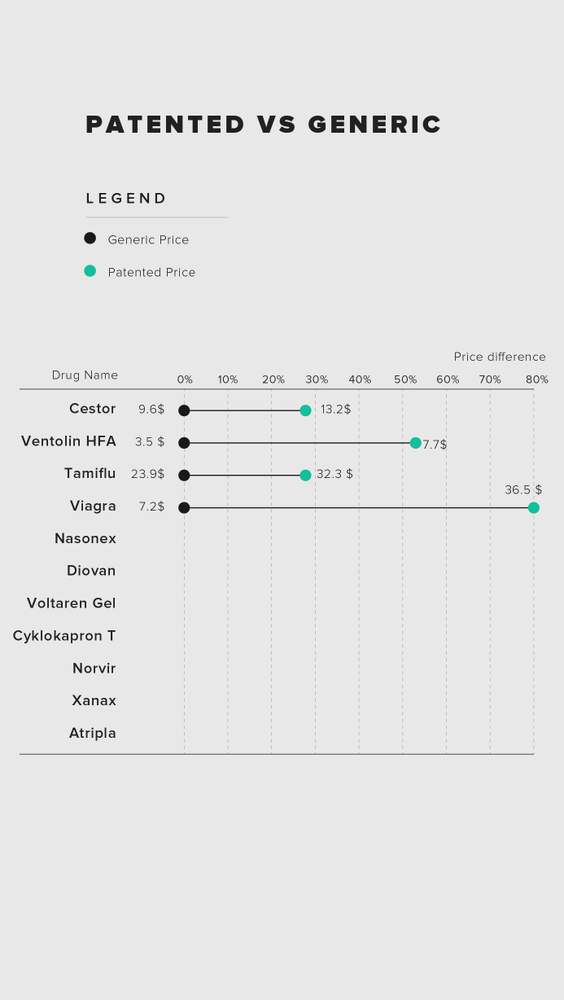 PATENTED VS GENERIC
LEGEND
Generic Price
Patented Price
Price difference
Drug Name 0% 10% 20% 30% 40% 50% 60% 70% 80%
Cestor 9.6$ 13.2$
Ventolin HFA 3.5 $ 7.7$
Tamiflu 23.9$ 32.3 $
36.5 $
Viagra 7.2$
Nasonex
Diovan
Voltaren Gel
Cyklokapron T
Norvir
Xanax
Atripla